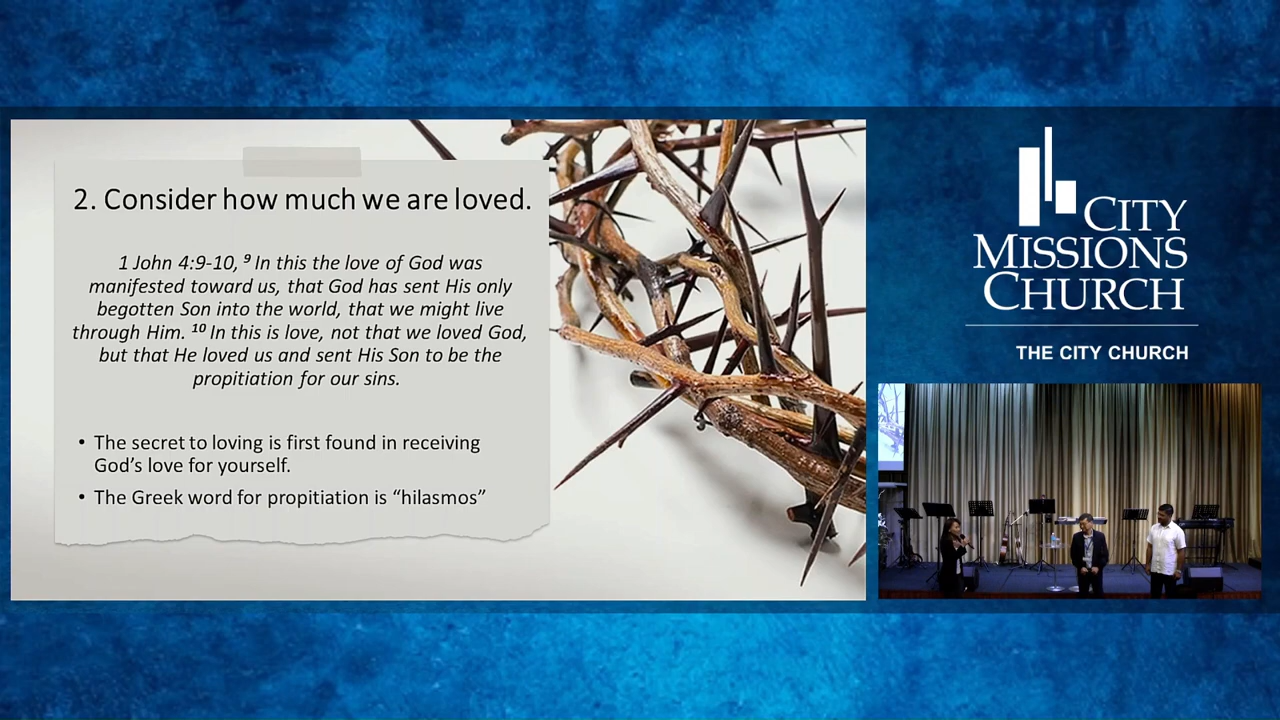 2. Consider how much we are loved.
1 John 4:9-10, ⁹ In this the love of God was
manifested toward us, that God has sent His only
begotten Son into the world, that we might live
through Him. ¹⁰ In this is love, not that we loved God,
but that He loved us and sent His Son to be the
propitiation for our sins.
• The secret to loving is first found in receiving
God’s love for yourself.
• The Greek word for propitiation is “hilasmos”
CITY
MISSIONS
CHURCH
THE CITY CHURCH